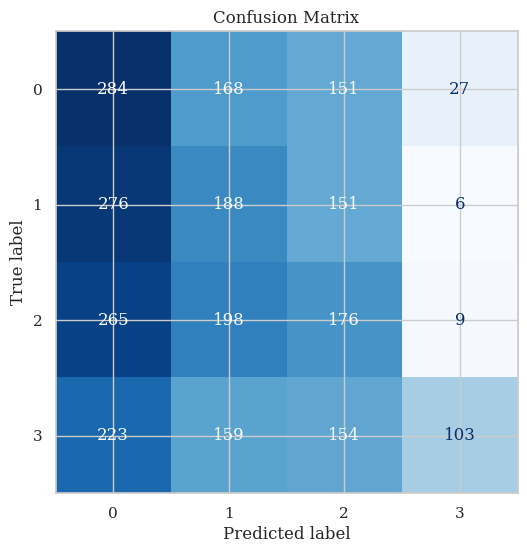 Confusion Matrix
True label
0 284 168 151 27
1 276 188 151 6
2 265 198 176 9
3 223 159 154 103
0 1 2 3
Predicted label